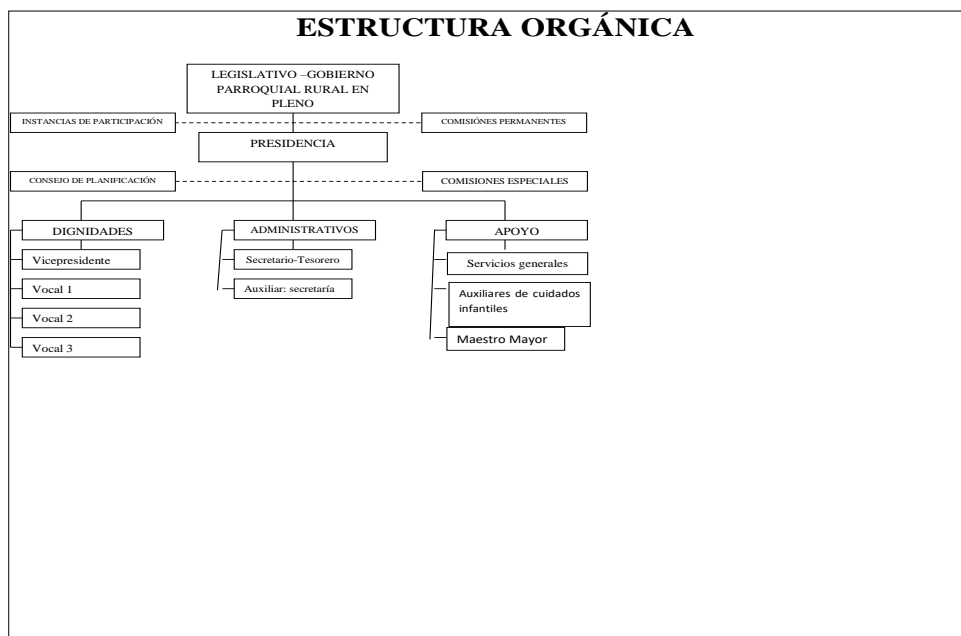 ESTRUCTURA ORGÁNICA
LEGISLATIVO –GOBIERNO
PARROQUIAL RURAL EN
PLENO
INSTANCIAS DE PARTICIPACIÓN
COMISIÓNES PERMANENTES
PRESIDENCIA
CONSEJO DE PLANIFICACIÓN
COMISIONES ESPECIALES
DIGNIDADES
Vicepresidente
Vocal 1
Vocal 2
Vocal 3
ADMINISTRATIVOS
Secretario-Tesorero
Auxiliar: secretaría
APOYO
Servicios generales
Auxiliares de cuidados
infantiles
Maestro Mayor